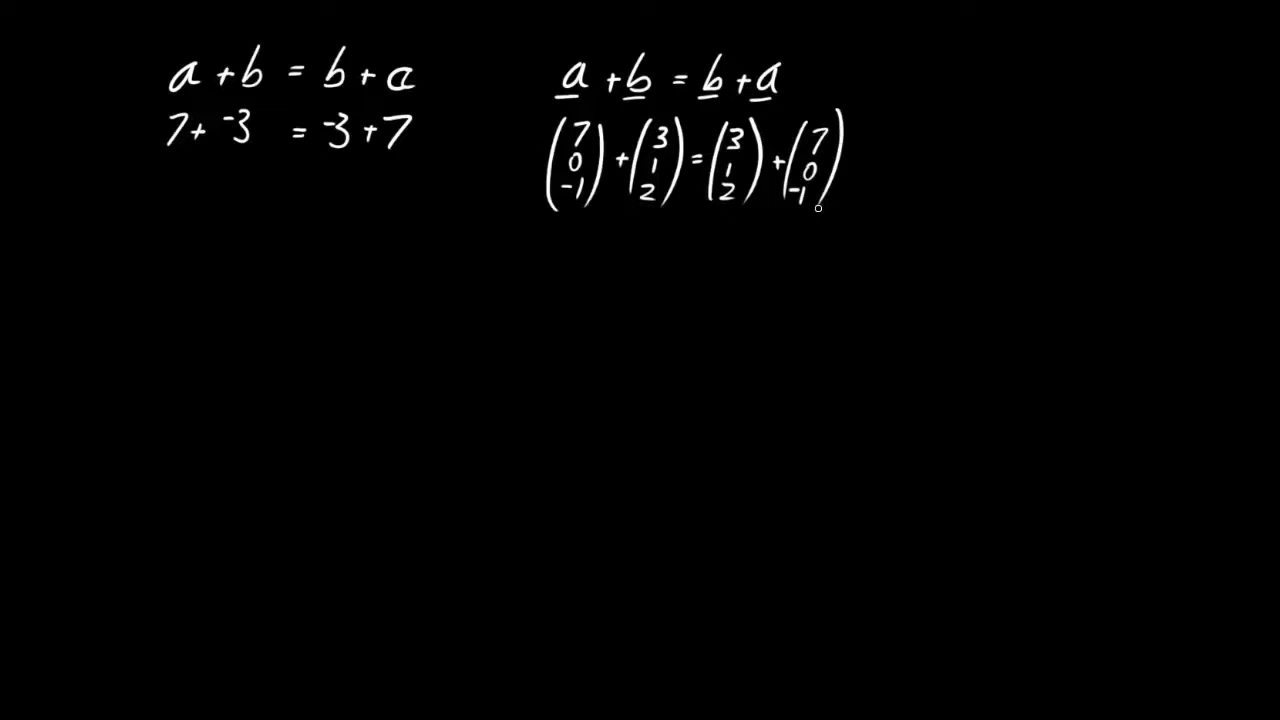 a + b = b + a
7 + -3 = -3 + 7
a + b = b + a
(7 0 -1) + (3 1 2) = (3 1 2) + (7 0 -1)